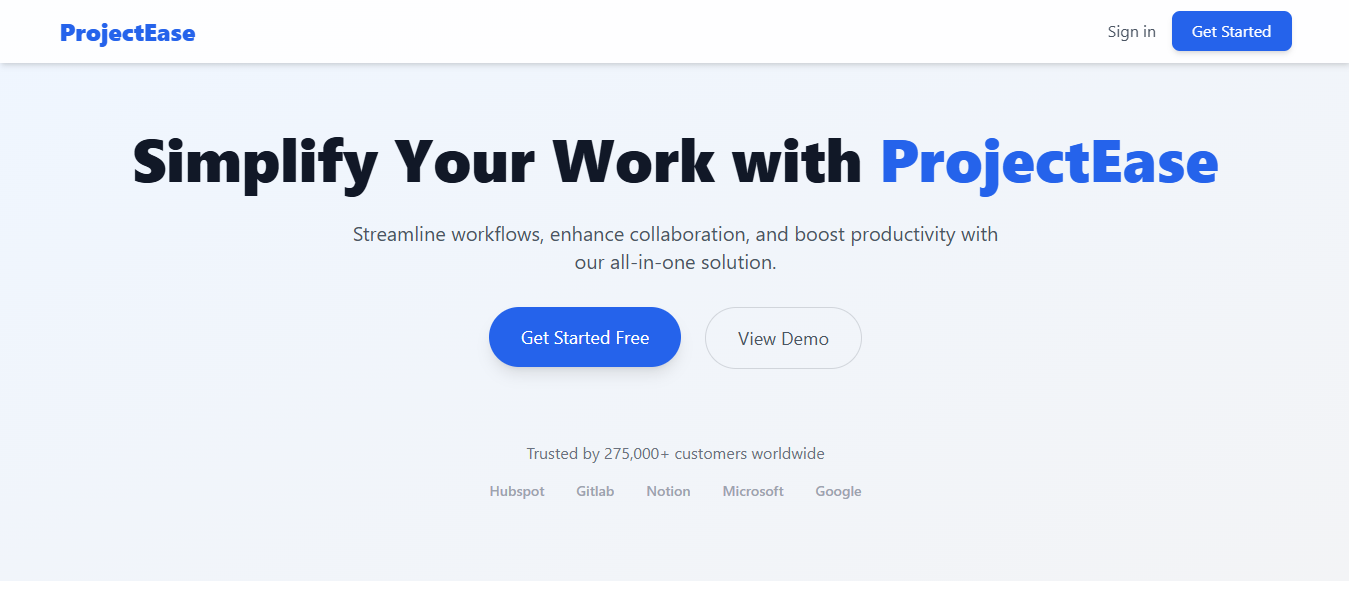 ProjectEase
Sign in
Get Started
Simplify Your Work with ProjectEase
Streamline workflows, enhance collaboration, and boost productivity with
our all-in-one solution.
Get Started Free
View Demo
Trusted by 275,000+ customers worldwide
Hubspot Gitlab Notion Microsoft Google